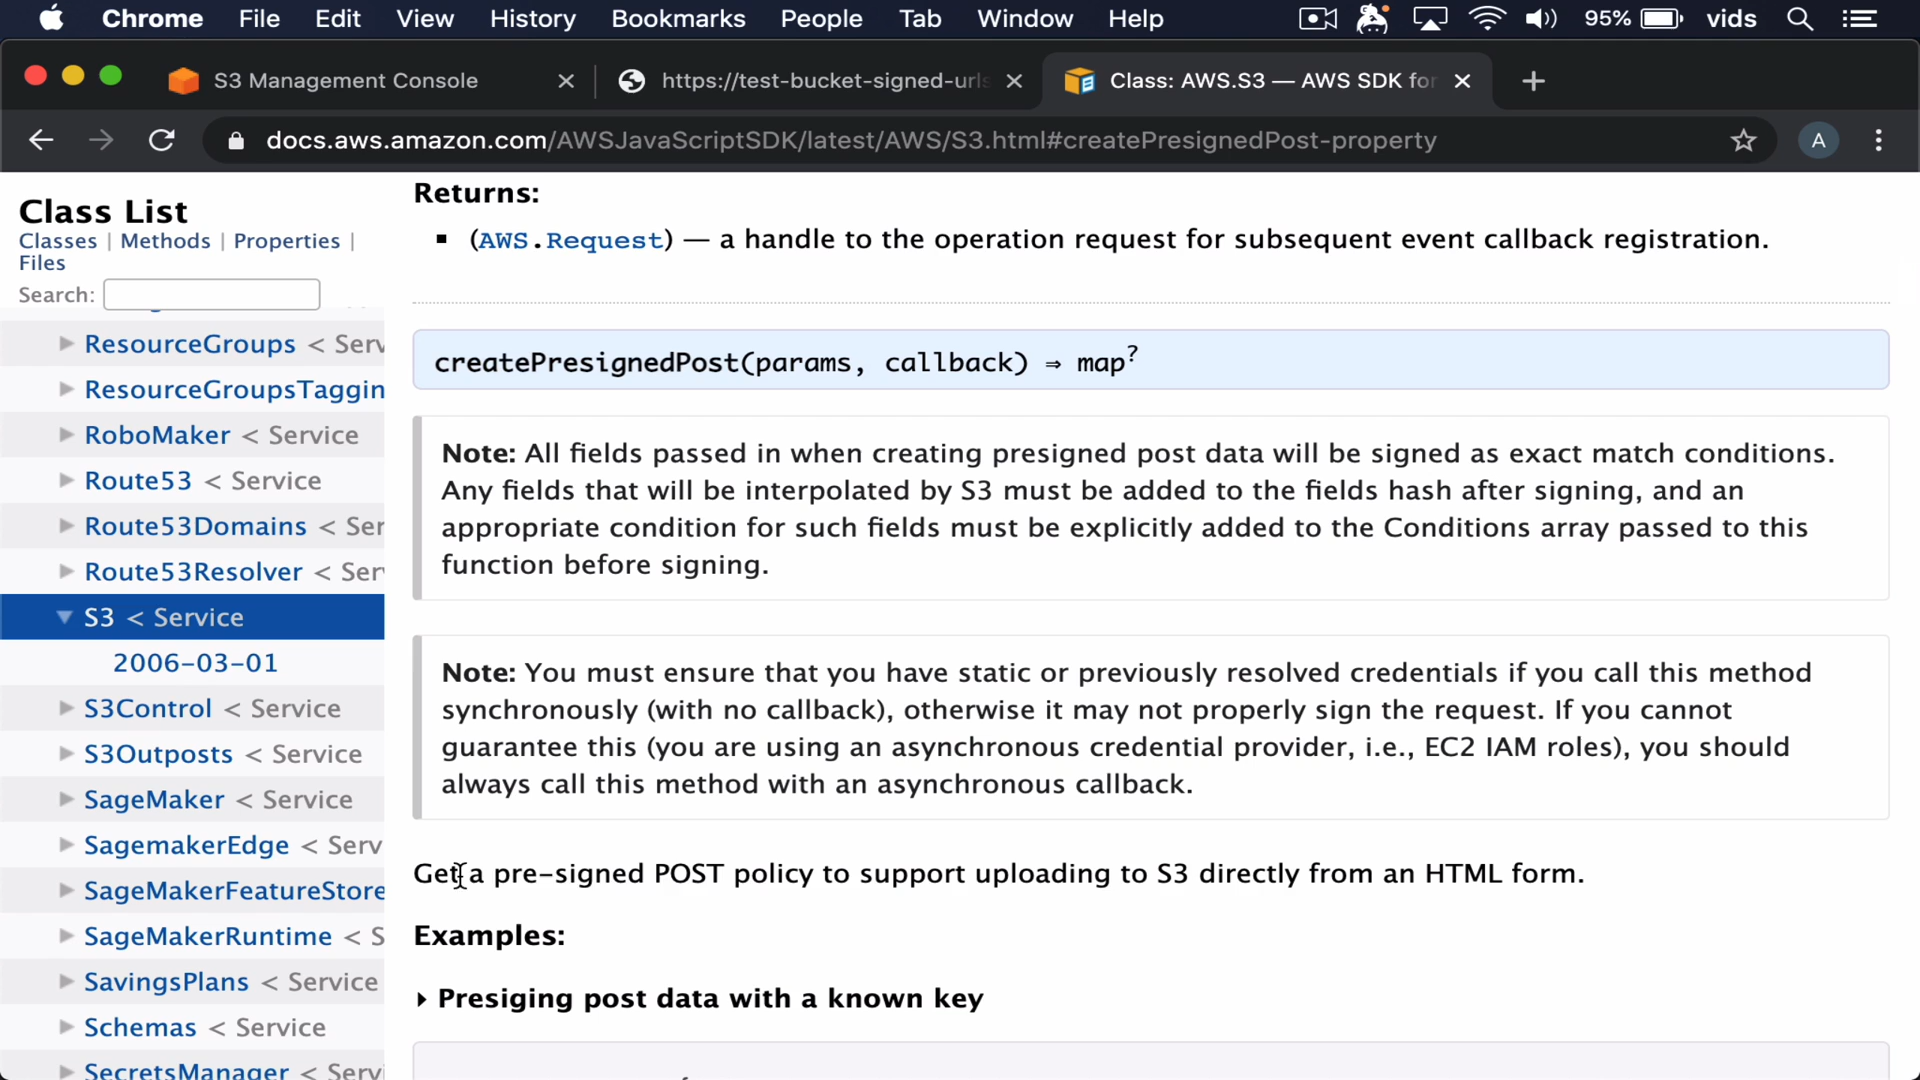 Chrome File Edit View History Bookmarks People Tab Window Help 95% vids
S3 Management Console https://test-bucket-signed-urls Class: AWS.S3 — AWS SDK for
docs.aws.amazon.com/AWSJavaScriptSDK/latest/AWS/S3.html#createPresignedPost-property A
Class List
Classes | Methods | Properties |
Files
Search:
ResourceGroups < Serv
ResourceGroupsTaggin
RoboMaker < Service
Route53 < Service
Route53Domains < Ser
Route53Resolver < Ser
S3 < Service
2006-03-01
S3Control < Service
S3Outposts < Service
SageMaker < Service
SagemakerEdge < Serv
SageMakerFeatureStore
SageMakerRuntime < S
SavingsPlans < Service
Schemas < Service
SecretsManager < Servi
Returns:
(AWS.Request) — a handle to the operation request for subsequent event callback registration.
createPresignedPost(params, callback) ⇒ map?
Note: All fields passed in when creating presigned post data will be signed as exact match conditions.
Any fields that will be interpolated by S3 must be added to the fields hash after signing, and an
appropriate condition for such fields must be explicitly added to the Conditions array passed to this
function before signing.
Note: You must ensure that you have static or previously resolved credentials if you call this method
synchronously (with no callback), otherwise it may not properly sign the request. If you cannot
guarantee this (you are using an asynchronous credential provider, i.e., EC2 IAM roles), you should
always call this method with an asynchronous callback.
Get a pre-signed POST policy to support uploading to S3 directly from an HTML form.
Examples:
Presiging post data with a known key